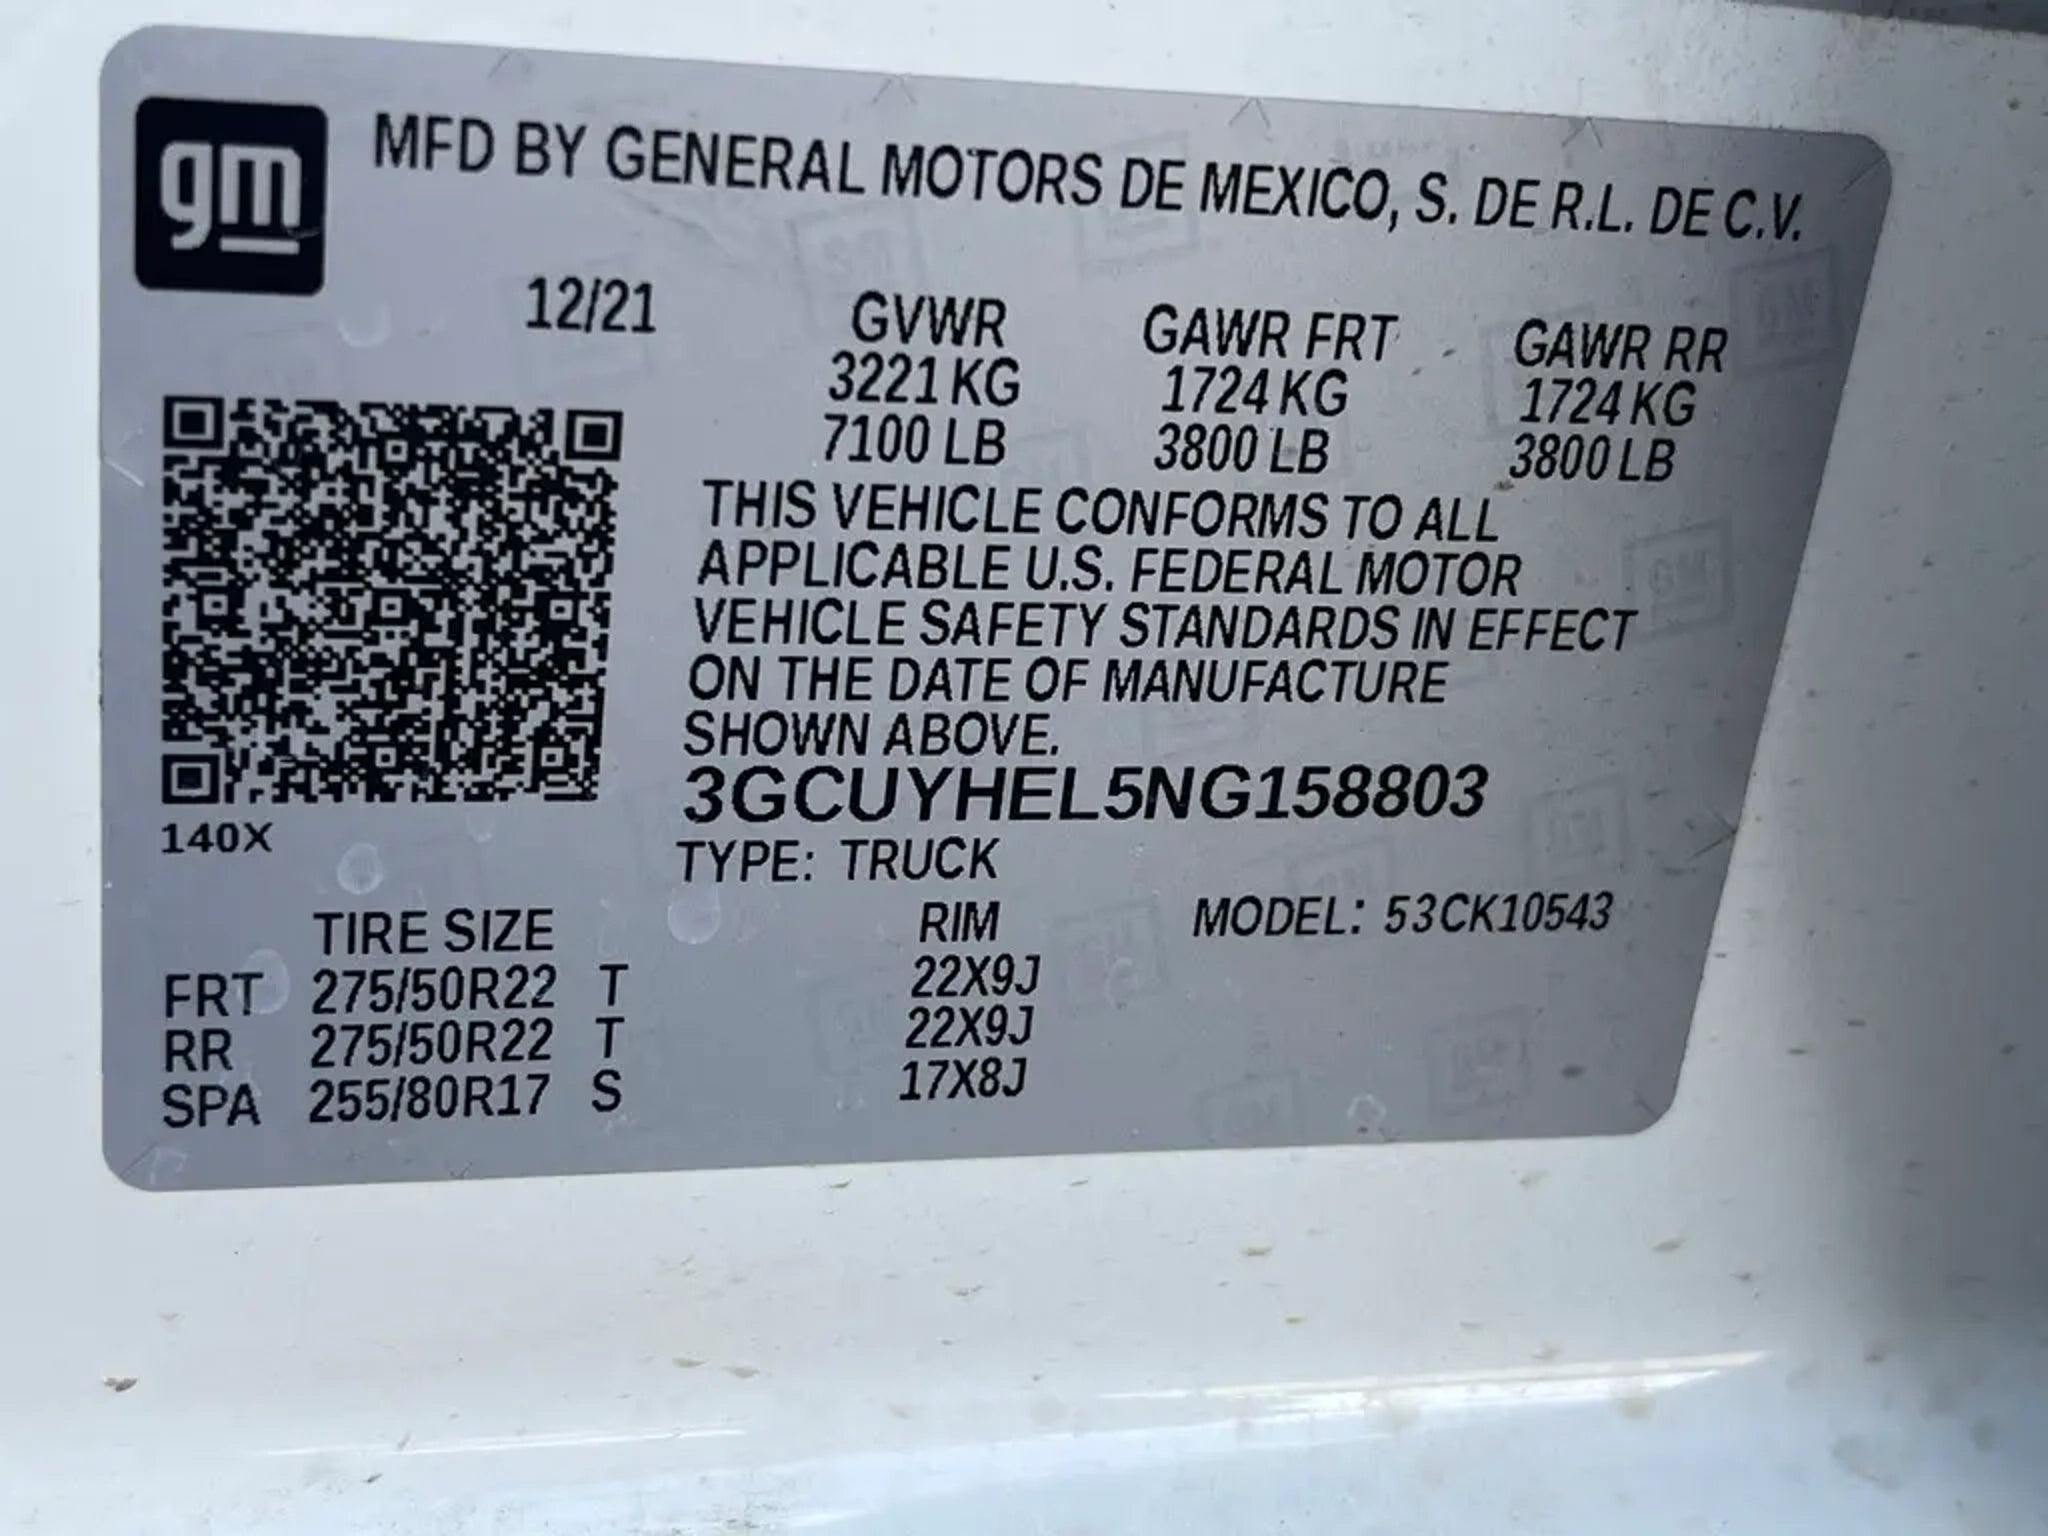 gm
MFD BY GENERAL MOTORS DE MEXICO, S. DE R.L. DE C.V.
12/21 GVWR GAWR FRT GAWR RR
3221 KG 1724 KG 1724 KG
7100 LB 3800 LB 3800 LB
THIS VEHICLE CONFORMS TO ALL
APPLICABLE U.S. FEDERAL MOTOR
VEHICLE SAFETY STANDARDS IN EFFECT
ON THE DATE OF MANUFACTURE
SHOWN ABOVE.
3GCUYHEL5NG158803
140X
TYPE: TRUCK
TIRE SIZE RIM MODEL: 53CK10543
FRT 275/50R22 T 22X9J
RR 275/50R22 T 22X9J
SPA 255/80R17 S 17X8J